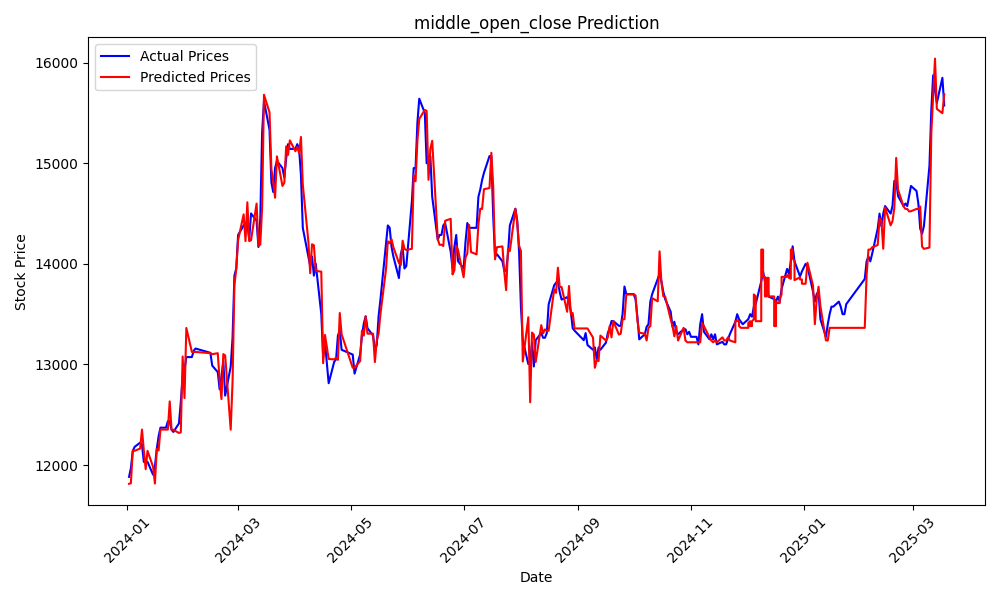 middle_open_close Prediction
Actual Prices
Predicted Prices
Stock Price
16000
15000
14000
13000
12000
2024-01
2024-03
2024-05
2024-07
2024-09
2024-11
2025-01
2025-03
Date